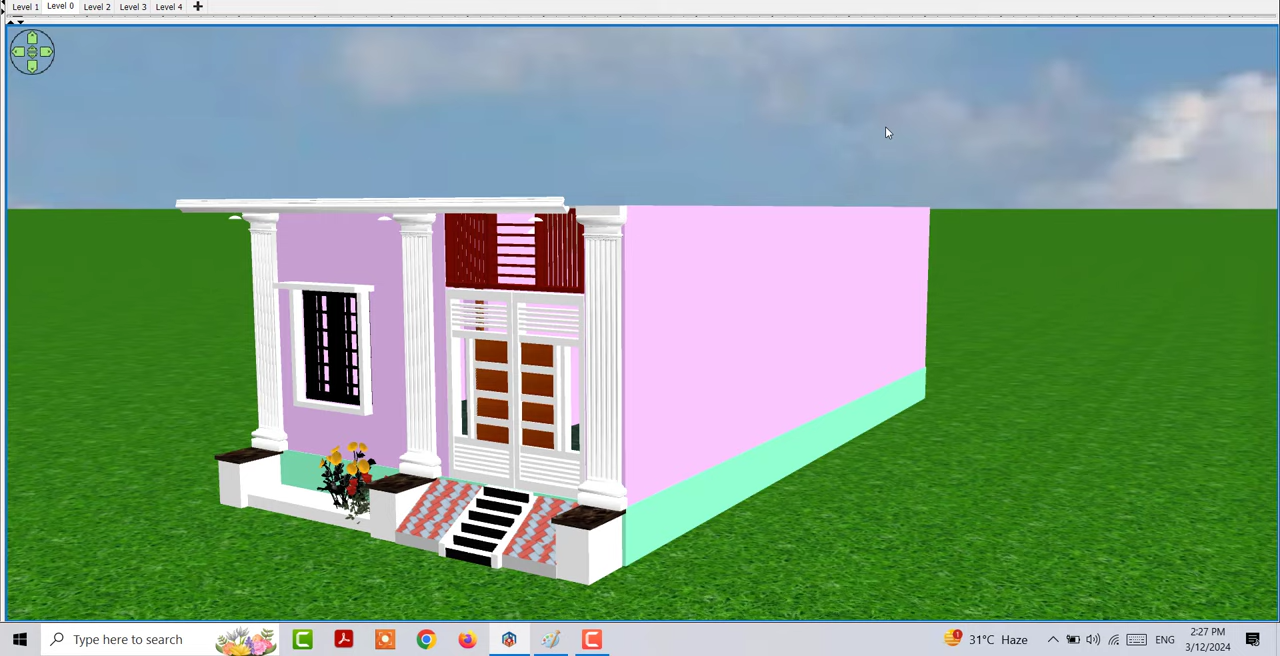 Level 1 Level 0 Level 2 Level 3 Level 4
Type here to search
1
31°C Haze
ENG
2:27 PM
3/12/2024